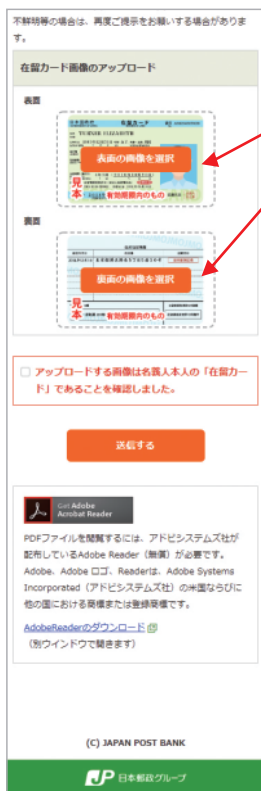 不鮮明等の場合は、再度ご提示をお願いする場合がありま
す。
在留カード画像のアップロード
表面
在留カード
TURNER ELIZABETH
表面の画像を選択
見本
有効期限内のもの
裏面
裏面の画像を選択
見本
有効期限内のもの
アップロードする画像は名義人本人の「在留カー
ド」であることを確認しました。
送信する
Get Adobe
Acrobat Reader
PDFファイルを閲覧するには、アドビシステムズ社が
配布しているAdobe Reader（無償）が必要です。
Adobe、Adobe ロゴ、Readerは、Adobe Systems
Incorporated（アドビシステムズ社）の米国ならびに
他の国における商標または登録商標です。
AdobeReaderのダウンロード
（別ウインドウで開きます）
(C) JAPAN POST BANK
JP 日本郵政グループ